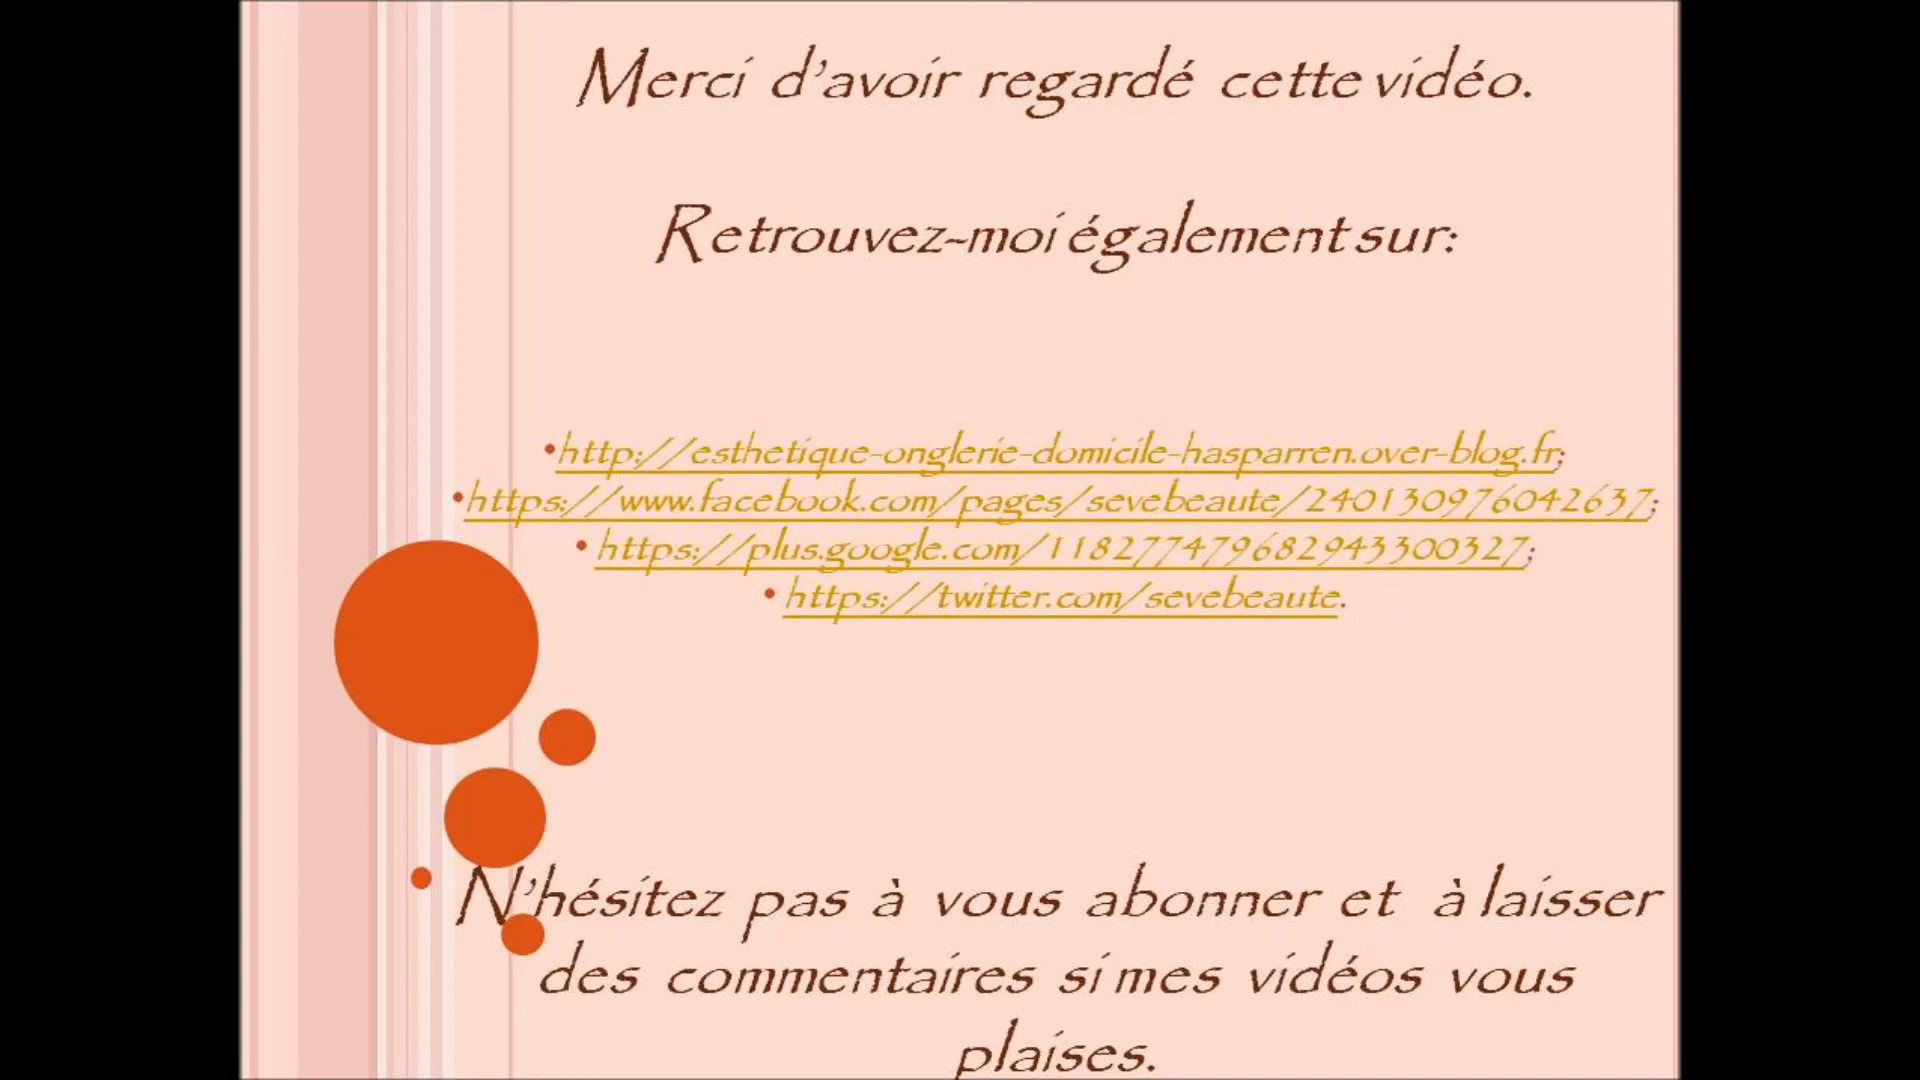 Merci d'avoir regardé cette vidéo.
Retrouvez-moi également sur:
•http://esthetique-onglerie-domicile-hasparren.over-blog.fr;
•https://www.facebook.com/pages/sevebeaute/240130976042637;
• https://plus.google.com/118277479682943300327;
• https://twitter.com/sevebeaute.
N'hésitez pas à vous abonner et à laisser
des commentaires si mes vidéos vous
plaises.